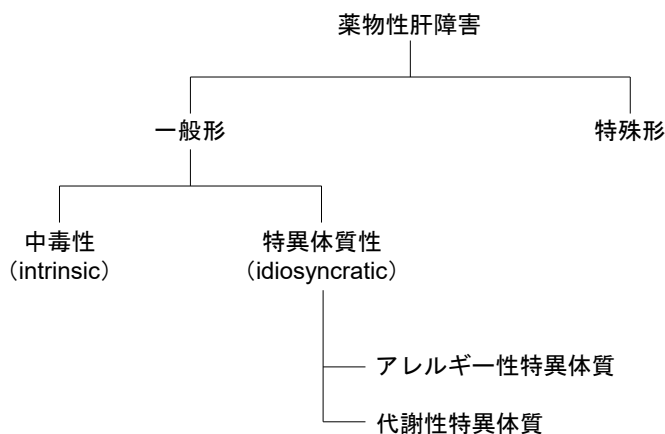 薬物性肝障害
一般形
特殊形
中毒性
（intrinsic）
特異体質性
（idiosyncratic）
アレルギー性特異体質
代謝性特異体質